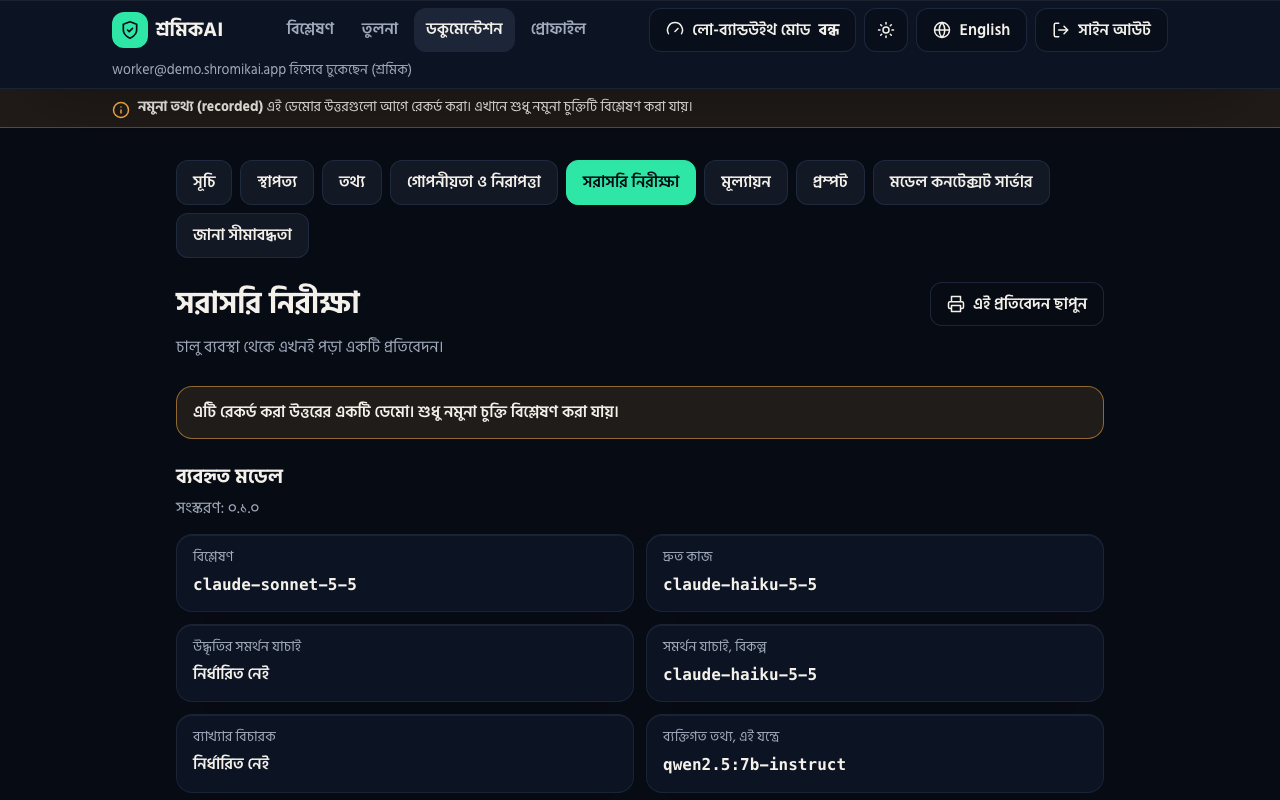 শ্রমিকAI
বিশ্লেষণ তুলনা ডকুমেন্টেশন প্রোফাইল
লো-ব্যান্ডউইথ মোড বন্ধ
English
সাইন আউট
worker@demo.shromikai.app হিসেবে ঢুকেছেন (শ্রমিক)
নমুনা তথ্য (recorded) এই ডেমোর উত্তরগুলো আগে রেকর্ড করা। এখানে শুধু নমুনা চুক্তিটি বিশ্লেষণ করা যায়।
সূচি স্থাপত্য তথ্য গোপনীয়তা ও নিরাপত্তা সরাসরি নিরীক্ষা মূল্যায়ন প্রম্পট মডেল কনটেক্সট সার্ভার
জানা সীমাবদ্ধতা
সরাসরি নিরীক্ষা
এই প্রতিবেদন ছাপুন
চালু ব্যবস্থা থেকে এখনই পড়া একটি প্রতিবেদন।
এটি রেকর্ড করা উত্তরের একটি ডেমো। শুধু নমুনা চুক্তি বিশ্লেষণ করা যায়।
ব্যবহৃত মডেল
সংস্করণ: ০.১.০
বিশ্লেষণ
claude-sonnet-5-5
দ্রুত কাজ
claude-haiku-5-5
উদ্ধৃতির সমর্থন যাচাই
নির্ধারিত নেই
সমর্থন যাচাই, বিকল্প
claude-haiku-5-5
ব্যাখ্যার বিচারক
নির্ধারিত নেই
ব্যক্তিগত তথ্য, এই যন্ত্রে
qwen2.5:7b-instruct